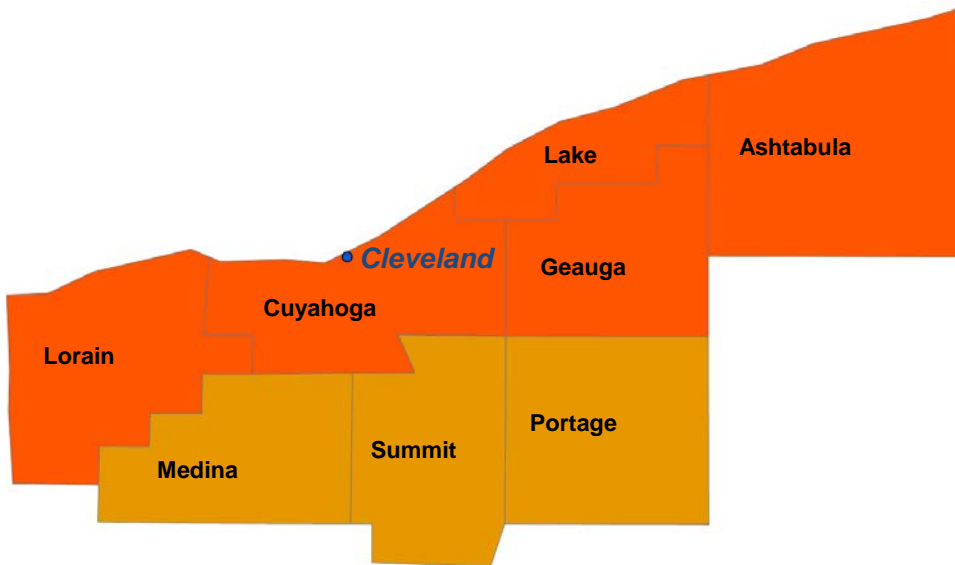 Lake
Ashtabula
Cleveland
Geauga
Cuyahoga
Lorain
Portage
Summit
Medina